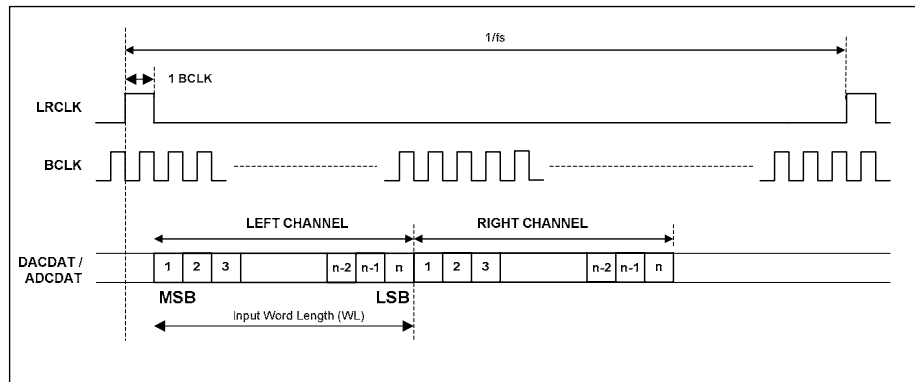 1/fs
1 BCLK
LRCLK
BCLK
LEFT CHANNEL RIGHT CHANNEL
DACDAT /
ADCDAT
1 2 3 n-2 n-1 n 1 2 3 n-2 n-1 n
MSB LSB
Input Word Length (WL)